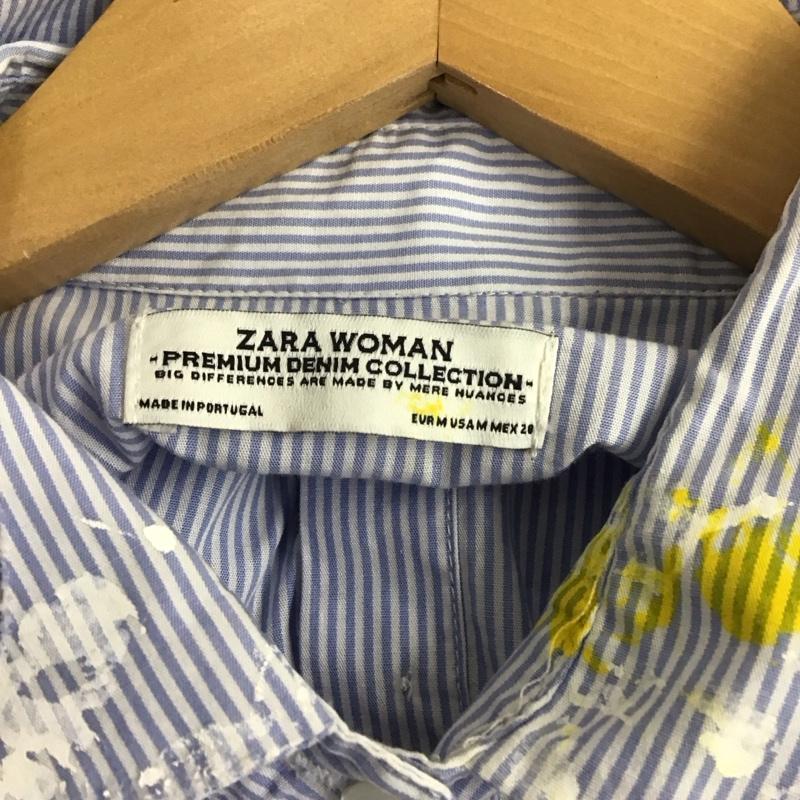 ZARA WOMAN
-PREMIUM DENIM COLLECTION-
BIG DIFFERENCES ARE MADE BY MERE NUANCES
MADE IN PORTUGAL
EUR M USA M MEX 28